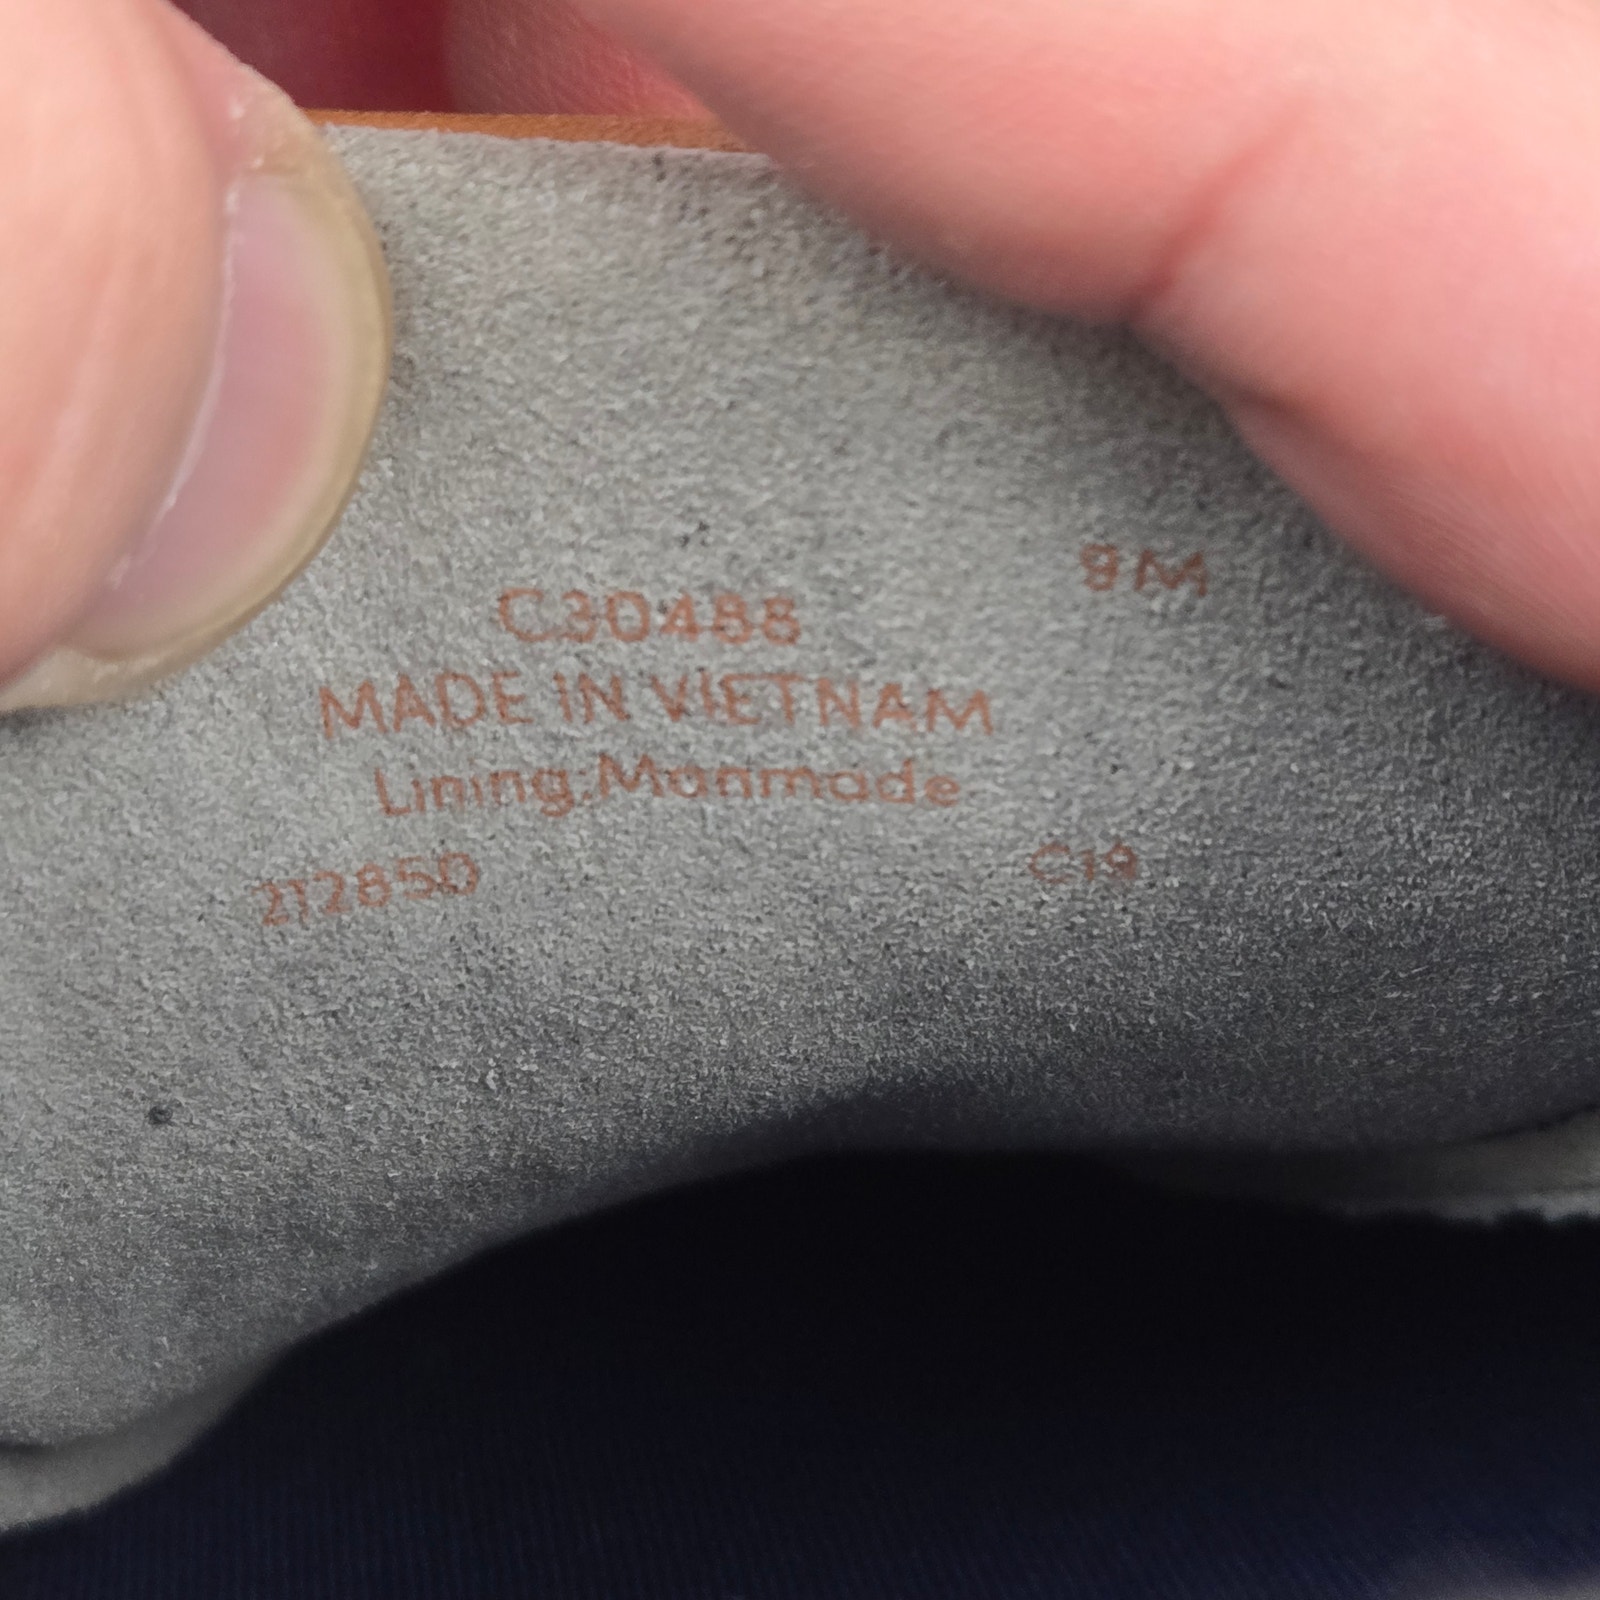 9M
C30488
MADE IN VIETNAM
Lining:Manmade
212850 C19